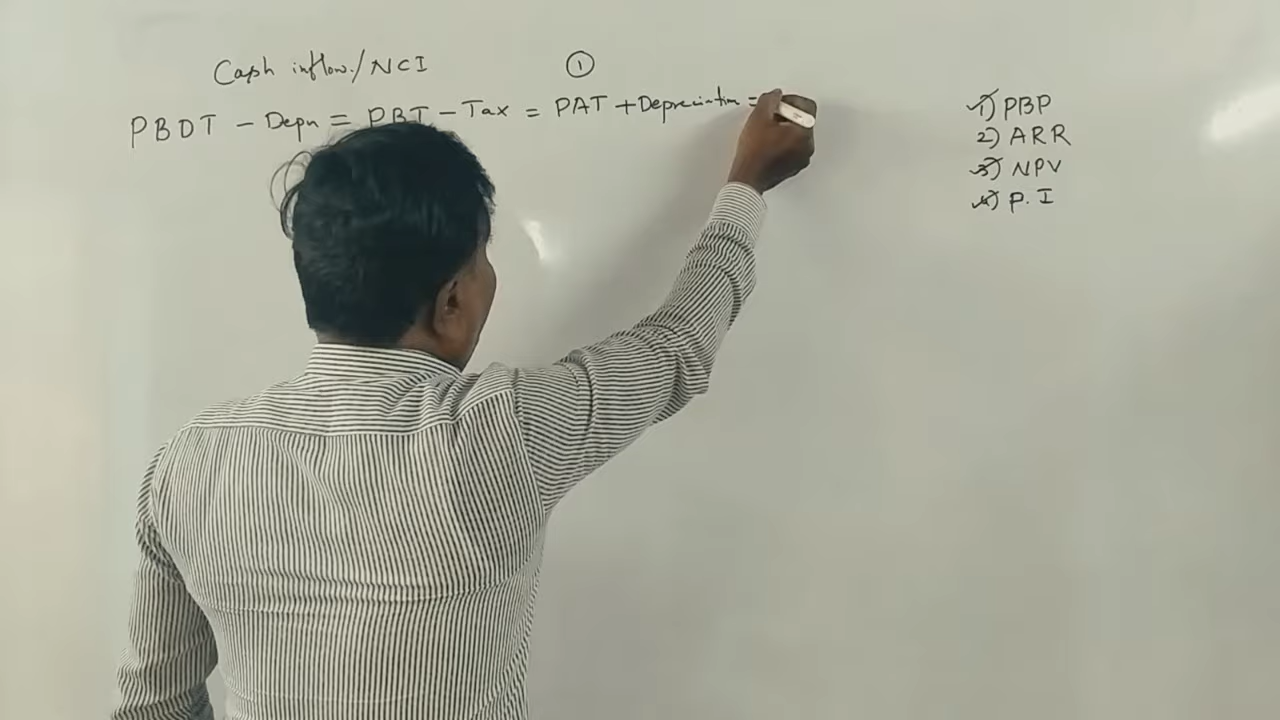 Cash inflow./NCI
①
PBDT - Depn = PBT - Tax = PAT + Depreciation =
1) PBP
2) ARR
3) NPV
4) P.I